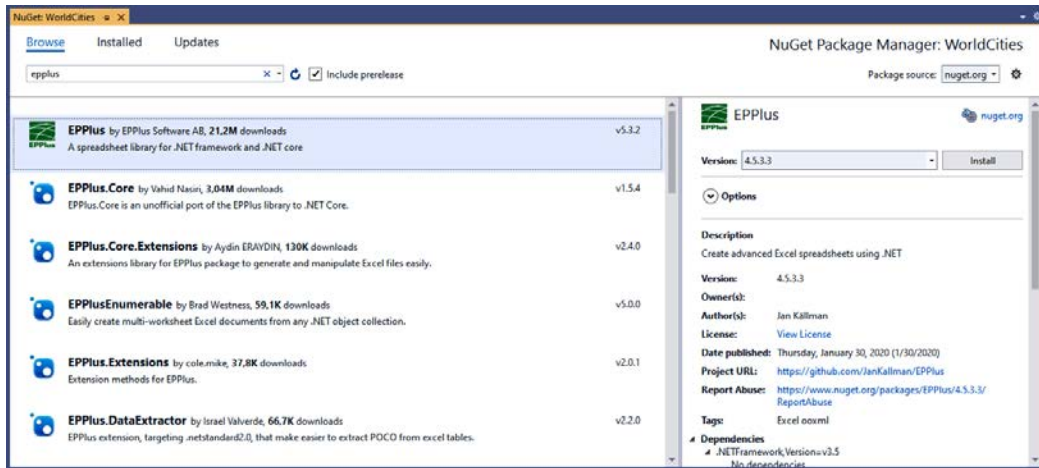 NuGet: WorldCities
Browse Installed Updates
NuGet Package Manager: WorldCities
epplus
Include prerelease
Package source: nuget.org
EPPlus by EPPlus Software AB, 21,2M downloads v5.3.2
A spreadsheet library for .NET framework and .NET core
EPPlus.Core by Vahid Nasiri, 3,04M downloads v1.5.4
EPPlus.Core is an unofficial port of the EPPlus library to .NET Core.
EPPlus.Core.Extensions by Aydin ERAYDIN, 130K downloads v2.4.0
An extensions library for EPPlus package to generate and manipulate Excel files easily.
EPPlusEnumerable by Brad Westness, 59,1K downloads v5.0.0
Easily create multi-worksheet Excel documents from any .NET object collection.
EPPlus.Extensions by cole.mike, 37,8K downloads v2.0.1
Extension methods for EPPlus.
EPPlus.DataExtractor by Israel Valverde, 66.7K downloads v2.2.0
EPPlus extension, targeting .netstandard2.0, that make easier to extract POCO from excel tables.
EPPlus
EPPlus nuget.org
EPPlus
Version: 4.5.3.3 Install
Options
Description
Create advanced Excel spreadsheets using .NET
Version: 4.5.3.3
Owner(s):
Author(s): Jan Källman
License: View License
Date published: Thursday, January 30, 2020 (1/30/2020)
Project URL: https://github.com/JanKallman/EPPlus
Report Abuse: https://www.nuget.org/packages/EPPlus/4.5.3.3/
ReportAbuse
Tags: Excel ooxml
Dependencies
.NETFramework,Version=v3.5
No dependencies